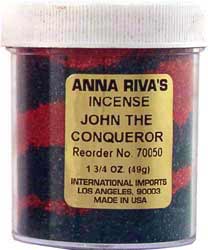 ANNA RIVA'S
INCENSE
JOHN THE
CONQUEROR
Reorder No. 70050
1 3/4 OZ. (49g)
INTERNATIONAL IMPORTS
LOS ANGELES, 90003
MADE IN USA